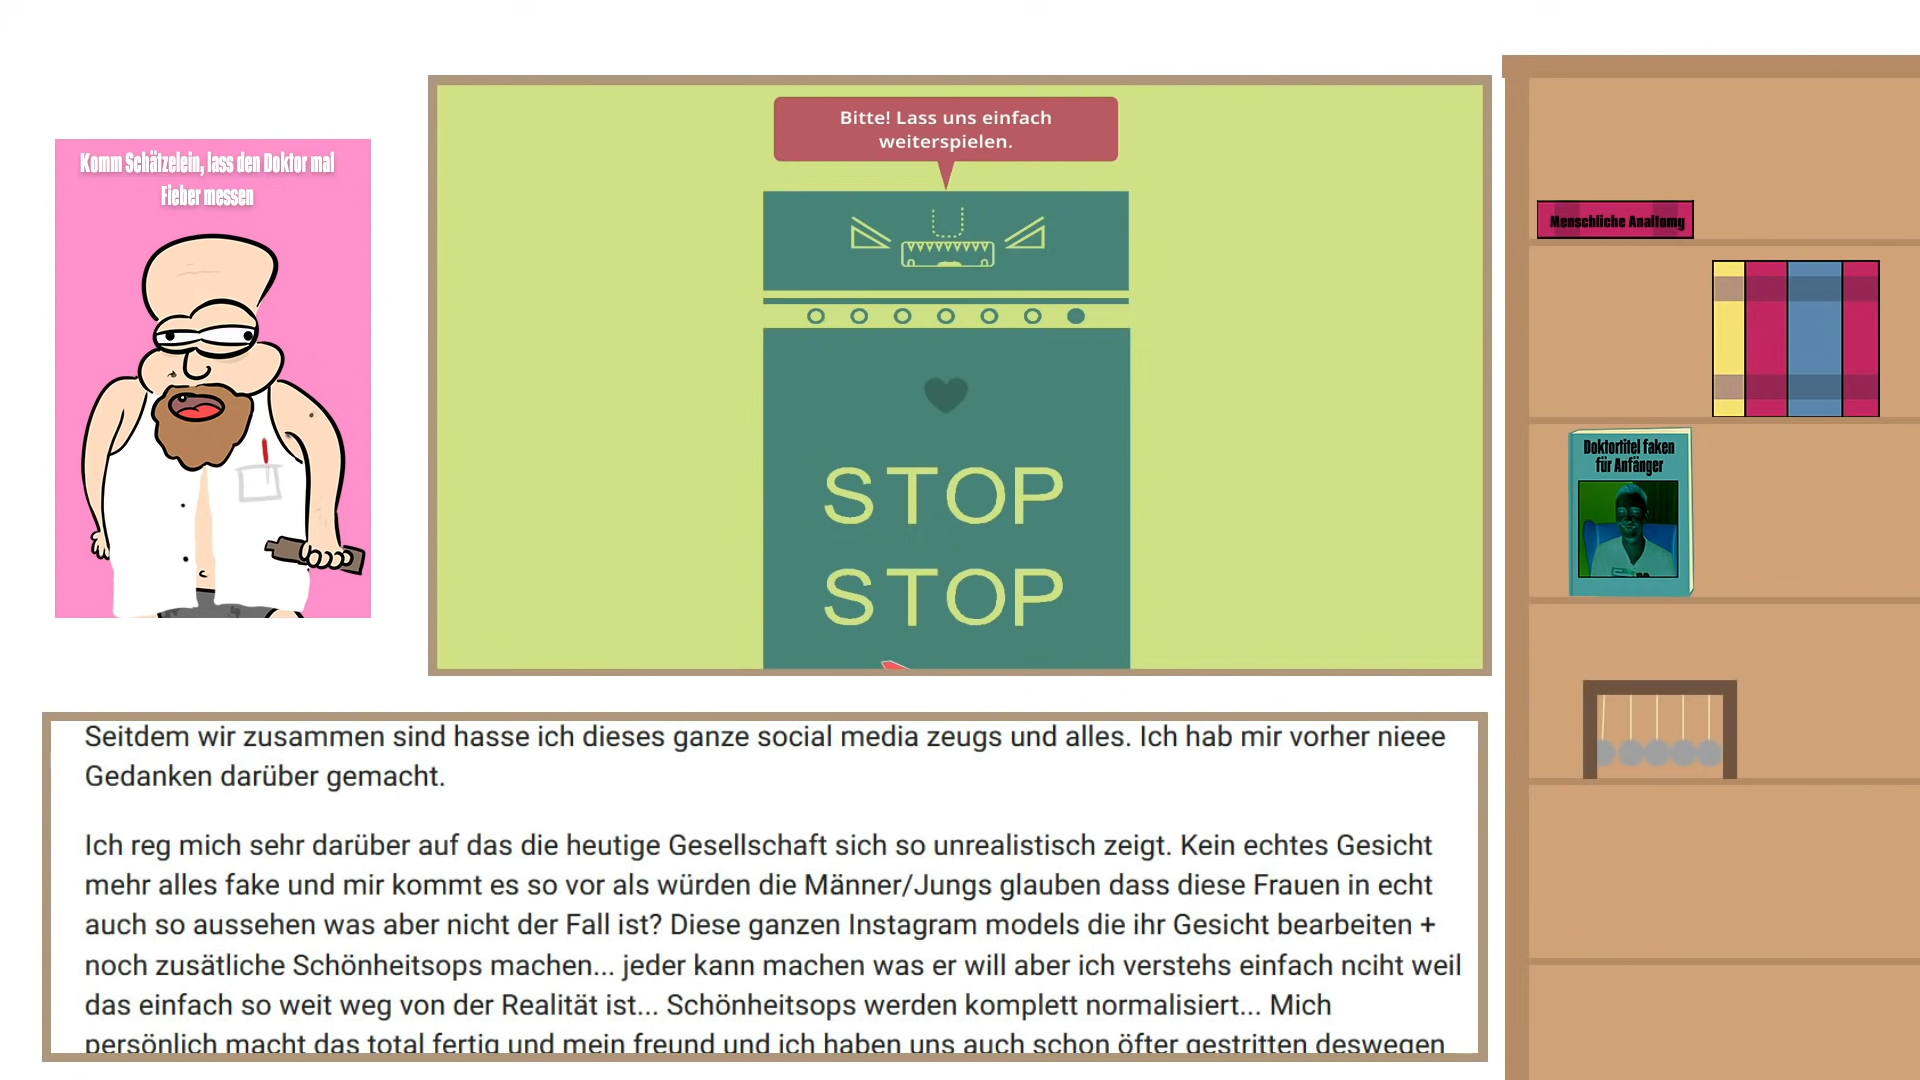 Komm Schätzelein, lass den Doktor mal
Fieber messen
Bitte! Lass uns einfach
weiterspielen.
STOP
STOP
Menschliche Analtomy
Doktortitel faken
für Anfänger
Seitdem wir zusammen sind hasse ich dieses ganze social media zeugs und alles. Ich hab mir vorher nieee
Gedanken darüber gemacht.
Ich reg mich sehr darüber auf das die heutige Gesellschaft sich so unrealistisch zeigt. Kein echtes Gesicht
mehr alles fake und mir kommt es so vor als würden die Männer/Jungs glauben dass diese Frauen in echt
auch so aussehen was aber nicht der Fall ist? Diese ganzen Instagram models die ihr Gesicht bearbeiten +
noch zusätliche Schönheitsops machen... jeder kann machen was er will aber ich verstehs einfach nciht weil
das einfach so weit weg von der Realität ist... Schönheitsops werden komplett normalisiert... Mich
persönlich macht das total fertig und mein freund und ich haben uns auch schon öfter gestritten deswegen